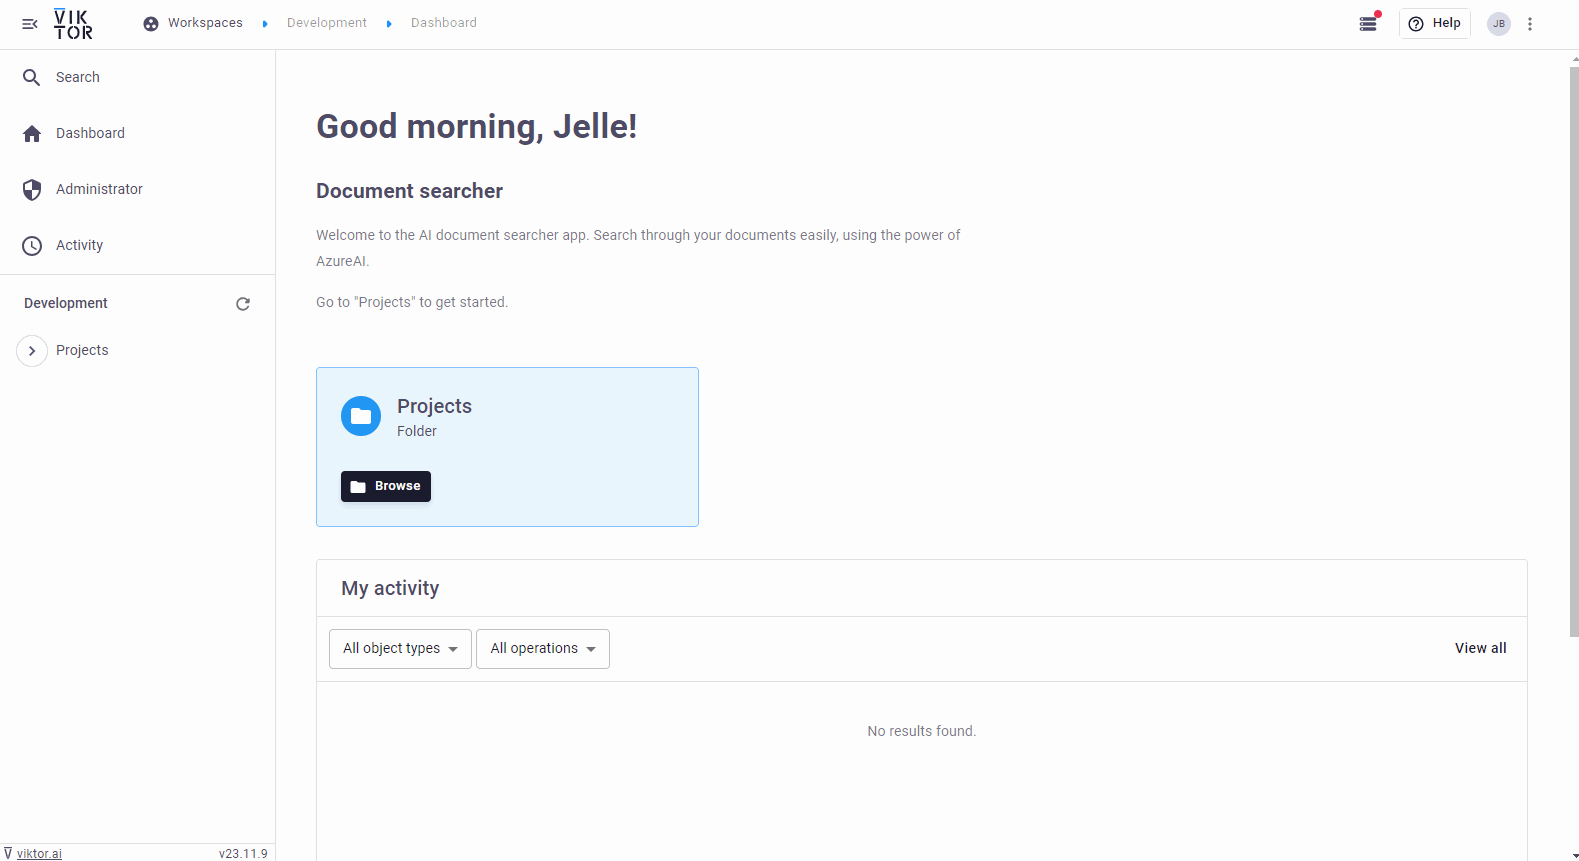 VIK
TOR
Workspaces Development Dashboard
Help
JB
Search
Dashboard
Administrator
Activity
Development
Projects
Good morning, Jelle!
Document searcher
Welcome to the AI document searcher app. Search through your documents easily, using the power of
AzureAI.
Go to "Projects" to get started.
Projects
Folder
Browse
My activity
All object types All operations View all
No results found.
viktor.ai v23.11.9